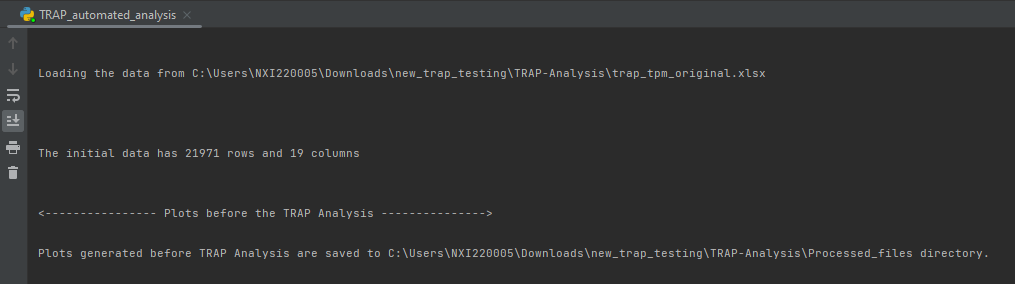 TRAP_automated_analysis
Loading the data from C:\Users\NXI220005\Downloads\new_trap_testing\TRAP-Analysis\trap_tpm_original.xlsx
The initial data has 21971 rows and 19 columns
<---------------- Plots before the TRAP Analysis --------------->
Plots generated before TRAP Analysis are saved to C:\Users\NXI220005\Downloads\new_trap_testing\TRAP-Analysis\Processed_files directory.